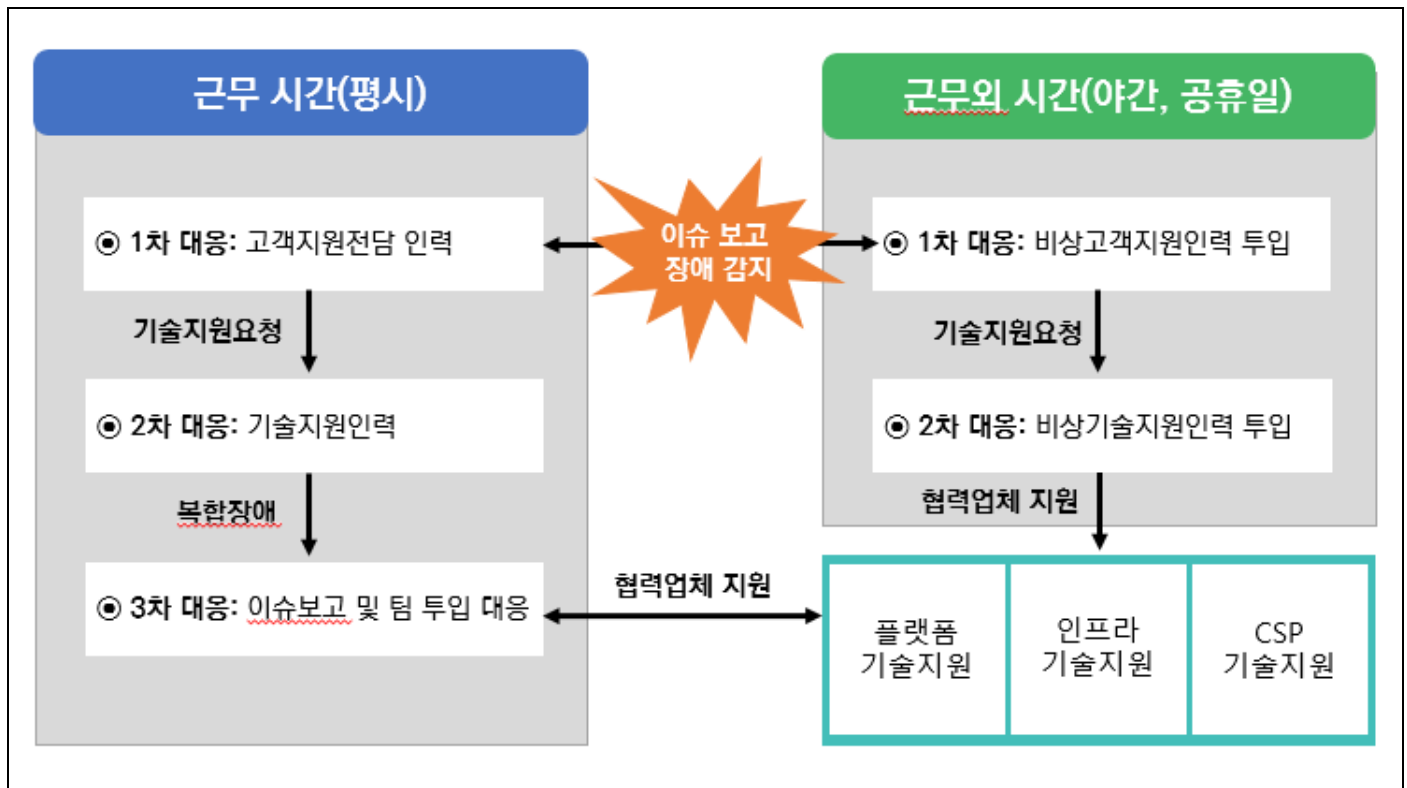 근무 시간(평시)
◉ 1차 대응: 고객지원전담 인력
기술지원요청
◉ 2차 대응: 기술지원인력
복합장애
◉ 3차 대응: 이슈보고 및 팀 투입 대응
이슈 보고
장애 감지
근무외 시간(야간, 공휴일)
◉ 1차 대응: 비상고객지원인력 투입
기술지원요청
◉ 2차 대응: 비상기술지원인력 투입
협력업체 지원
협력업체 지원
플랫폼
기술지원
인프라
기술지원
CSP
기술지원